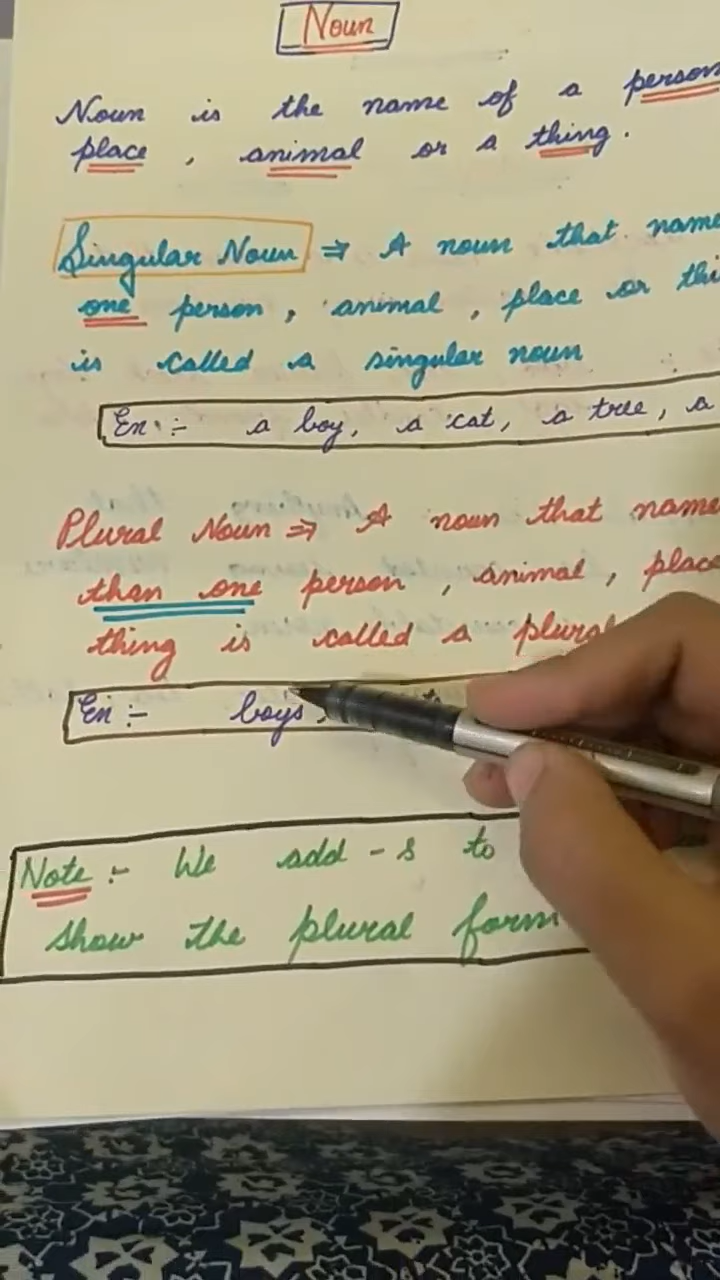 Noun
Noun is the name of a person
place , animal or a thing .
Singular Noun ⇒ A noun that name
one person , animal , place or thi
is called a singular noun
Ex :- a boy, a cat, a tree, a
Plural Noun ⇒ A noun that name
than one person , animal , place
thing is called a plural
Ex :- boys ,
Note :- We add -s to
show the plural form